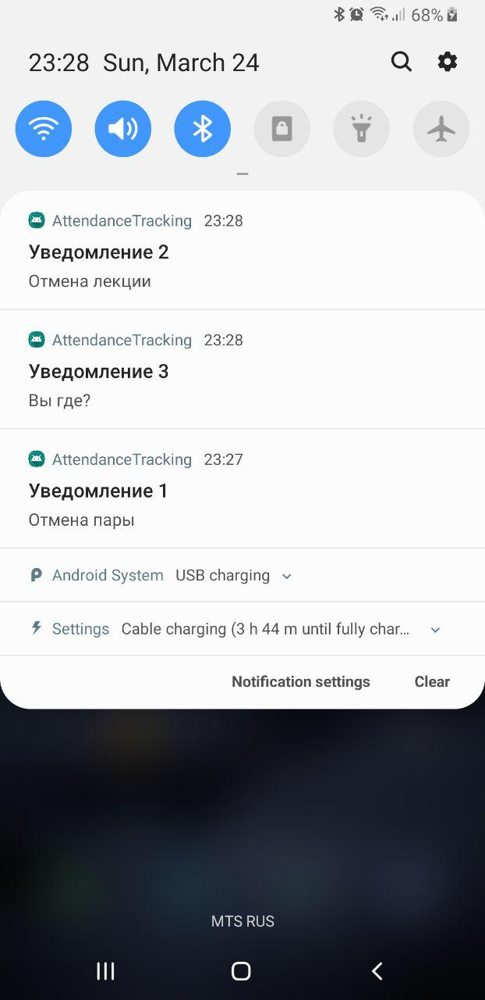 68%
23:28 Sun, March 24
AttendanceTracking 23:28
Уведомление 2
Отмена лекции
AttendanceTracking 23:28
Уведомление 3
Вы где?
AttendanceTracking 23:27
Уведомление 1
Отмена пары
Android System USB charging
Settings Cable charging (3 h 44 m until fully char...
Notification settings Clear
MTS RUS